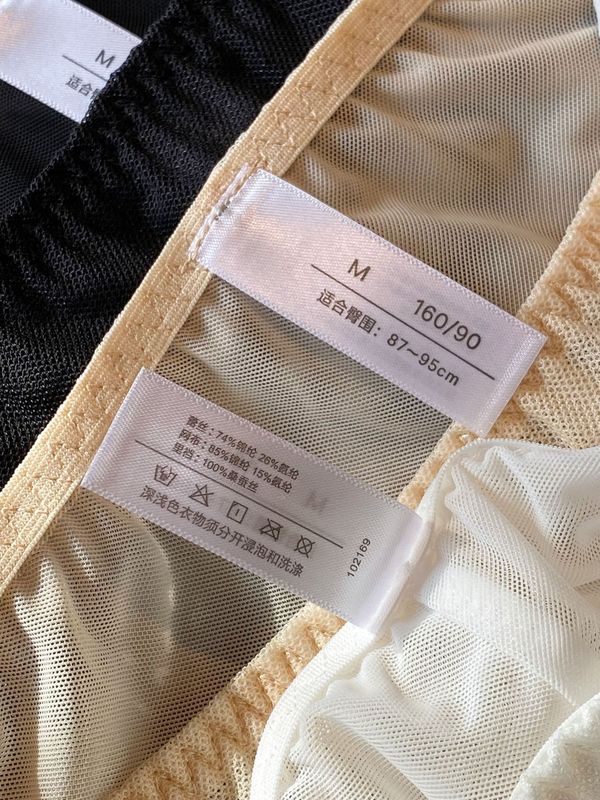 M
适合臀
M 160/90
适合臀围：87～95cm
蕾丝：74%锦纶 26%氨纶
网布：85%锦纶 15%氨纶
里裆：100%桑蚕丝
深浅色衣物须分开浸泡和洗涤
102169